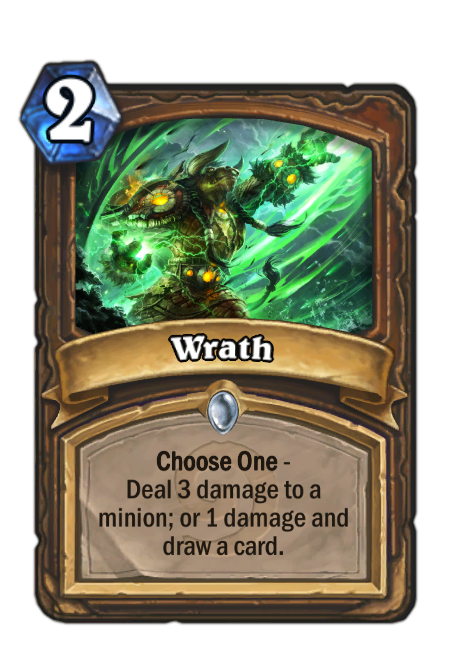 2
Wrath
Choose One -
Deal 3 damage to a
minion; or 1 damage and
draw a card.